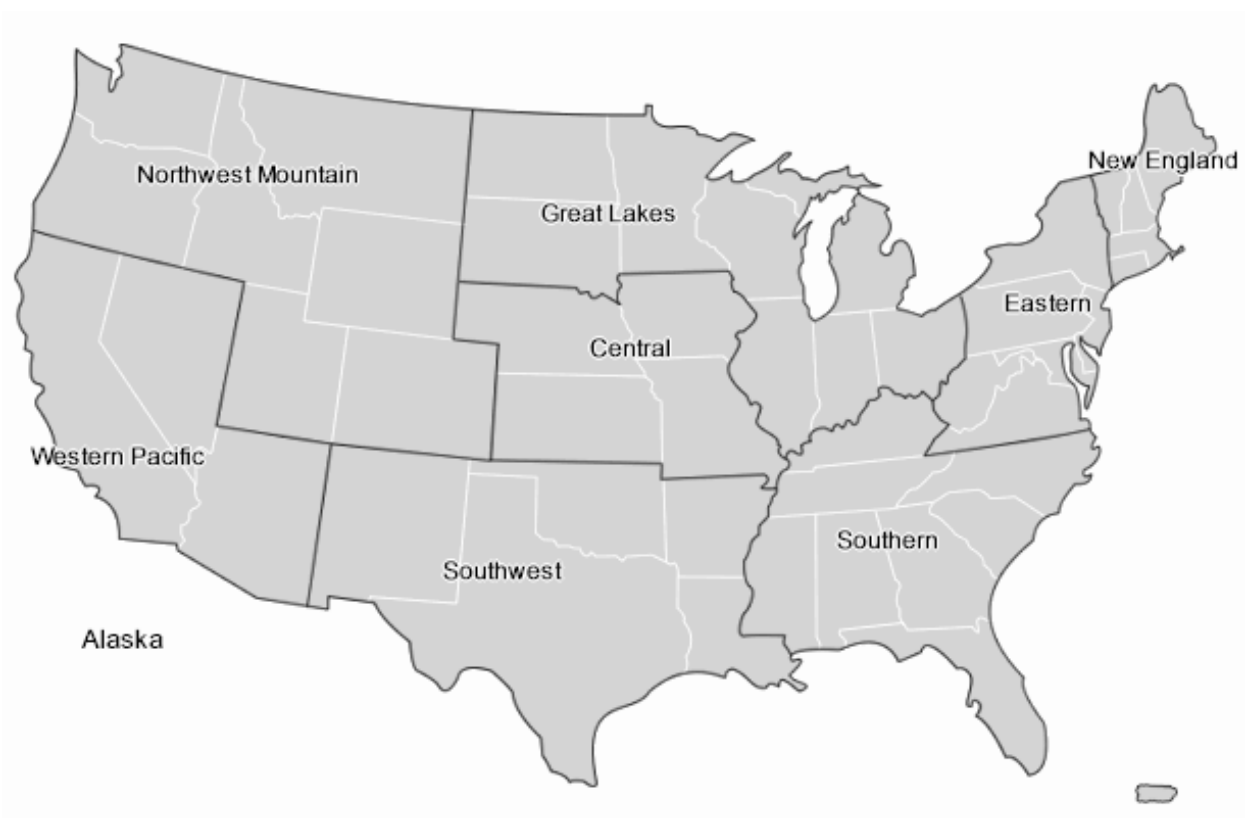 New England
Northwest Mountain
Great Lakes
Eastern
Central
Western Pacific
Southern
Southwest
Alaska